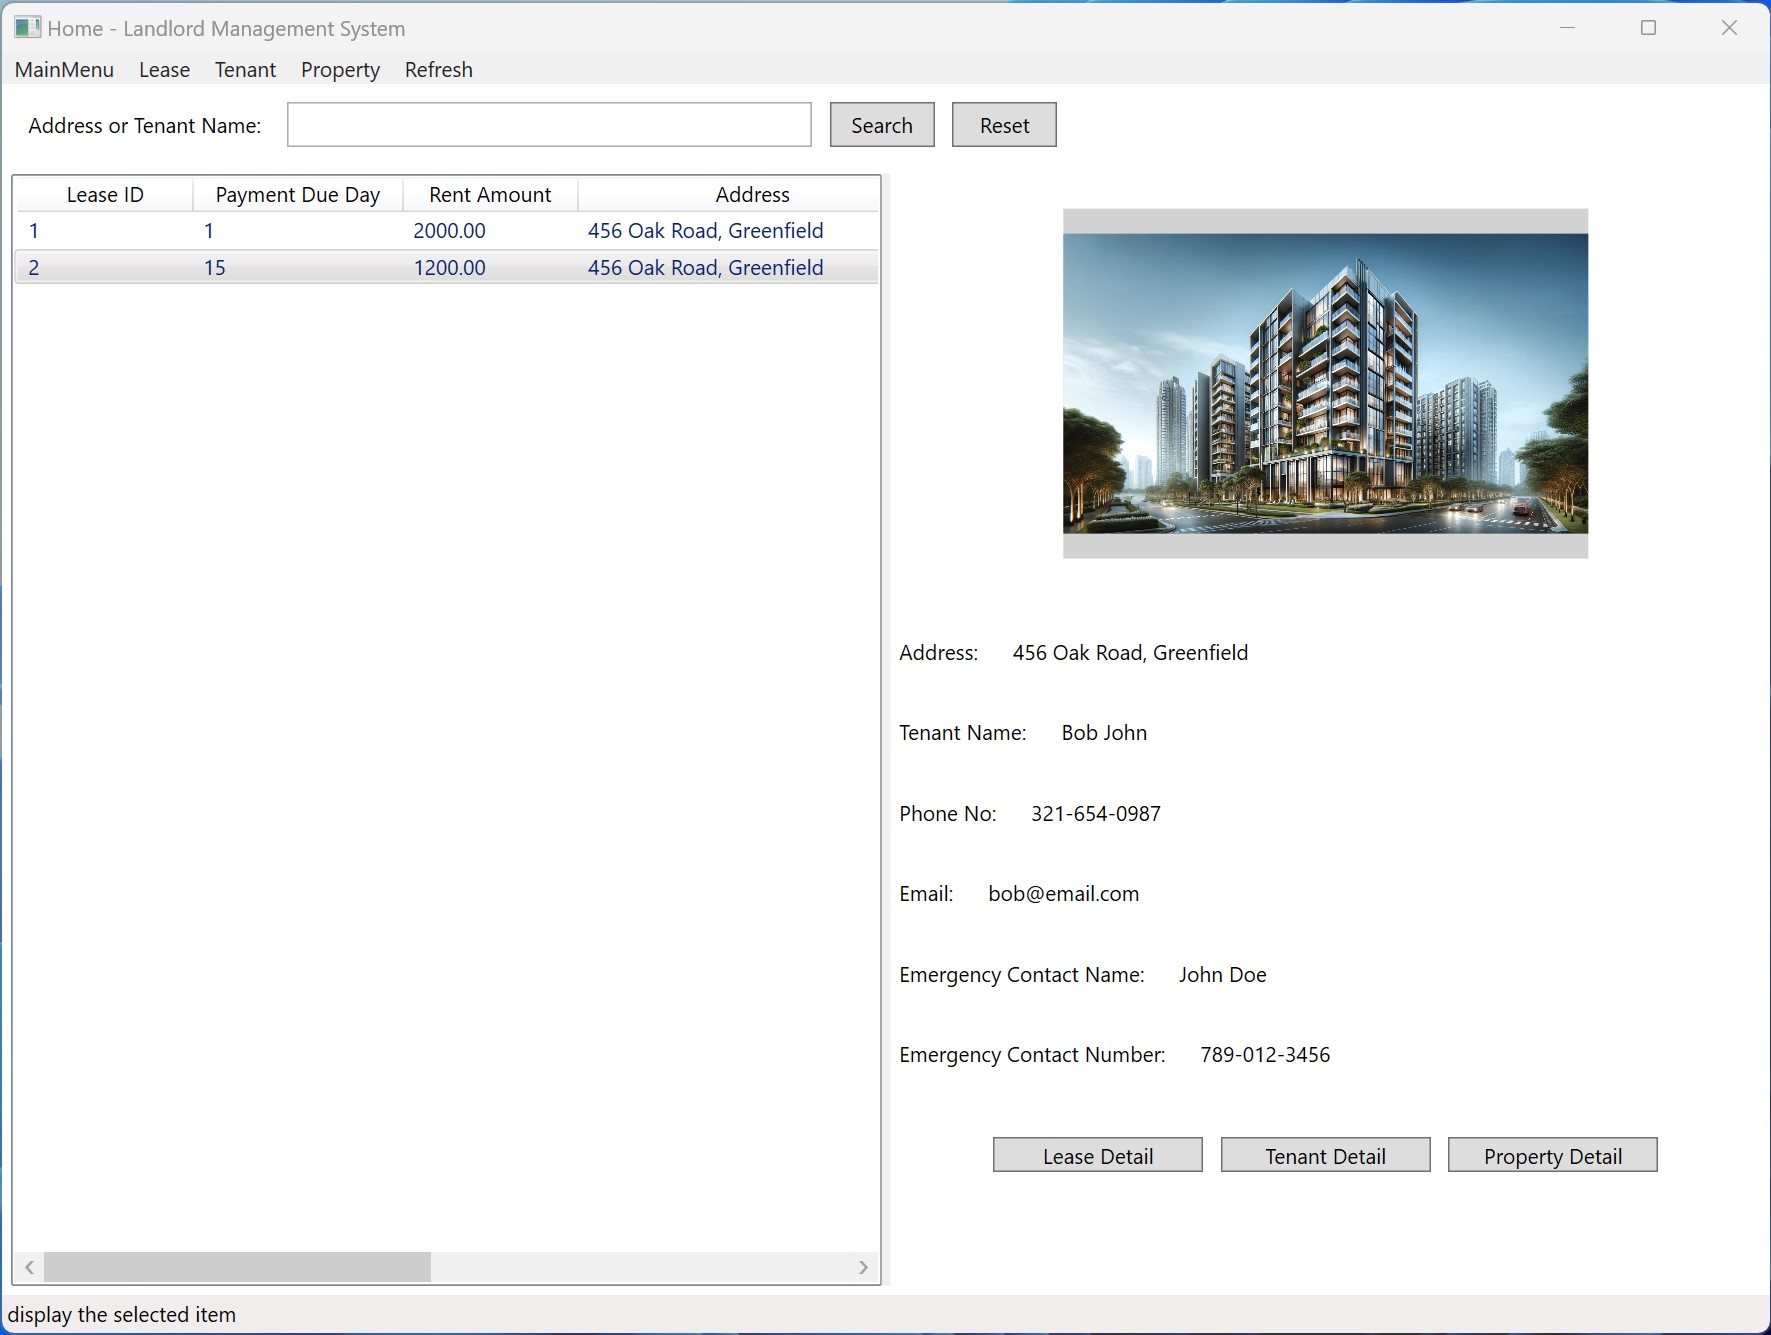 Home - Landlord Management System
MainMenu Lease Tenant Property Refresh
Address or Tenant Name: Search Reset
Lease ID Payment Due Day Rent Amount Address
1 1 2000.00 456 Oak Road, Greenfield
2 15 1200.00 456 Oak Road, Greenfield
Address: 456 Oak Road, Greenfield
Tenant Name: Bob John
Phone No: 321-654-0987
Email: bob@email.com
Emergency Contact Name: John Doe
Emergency Contact Number: 789-012-3456
Lease Detail Tenant Detail Property Detail
display the selected item